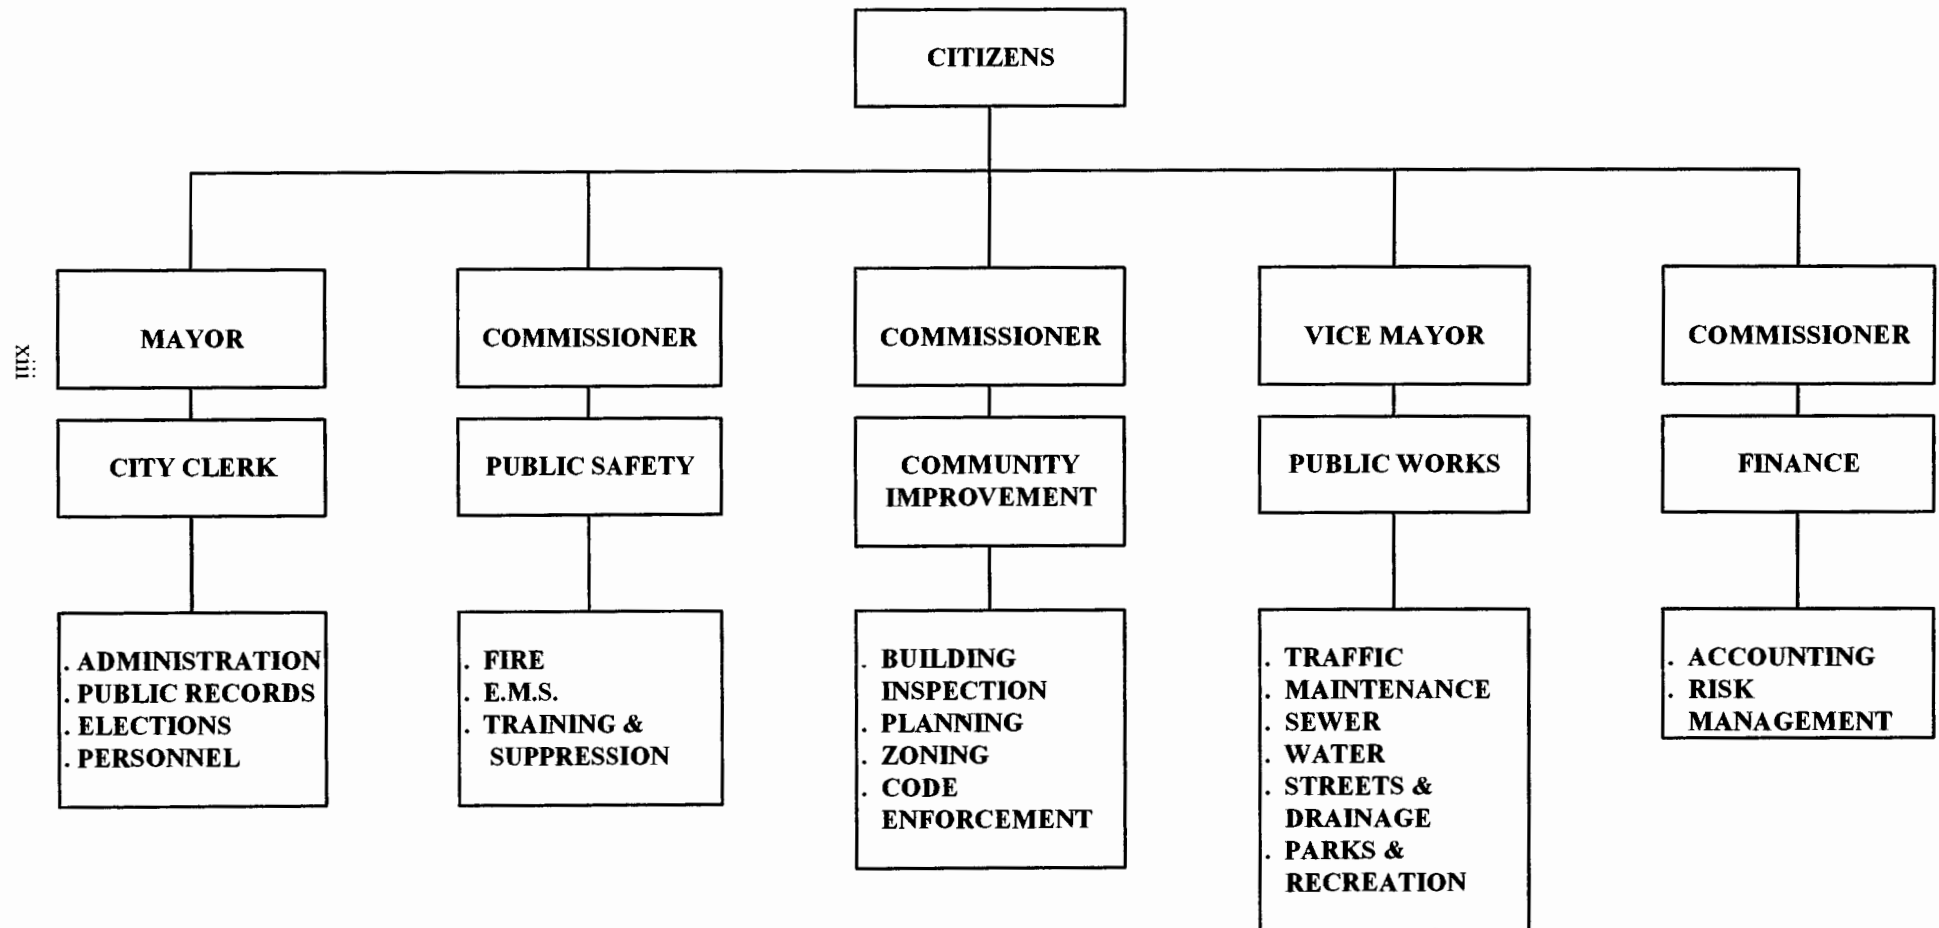 CITIZENS
xiii
MAYOR
COMMISSIONER
COMMISSIONER
VICE MAYOR
COMMISSIONER
CITY CLERK
PUBLIC SAFETY
COMMUNITY
IMPROVEMENT
PUBLIC WORKS
FINANCE
. ADMINISTRATION
. PUBLIC RECORDS
. ELECTIONS
. PERSONNEL
. FIRE
. E.M.S.
. TRAINING &
SUPPRESSION
. BUILDING
INSPECTION
. PLANNING
. ZONING
. CODE
ENFORCEMENT
. TRAFFIC
. MAINTENANCE
. SEWER
. WATER
. STREETS &
DRAINAGE
. PARKS &
RECREATION
. ACCOUNTING
. RISK
MANAGEMENT